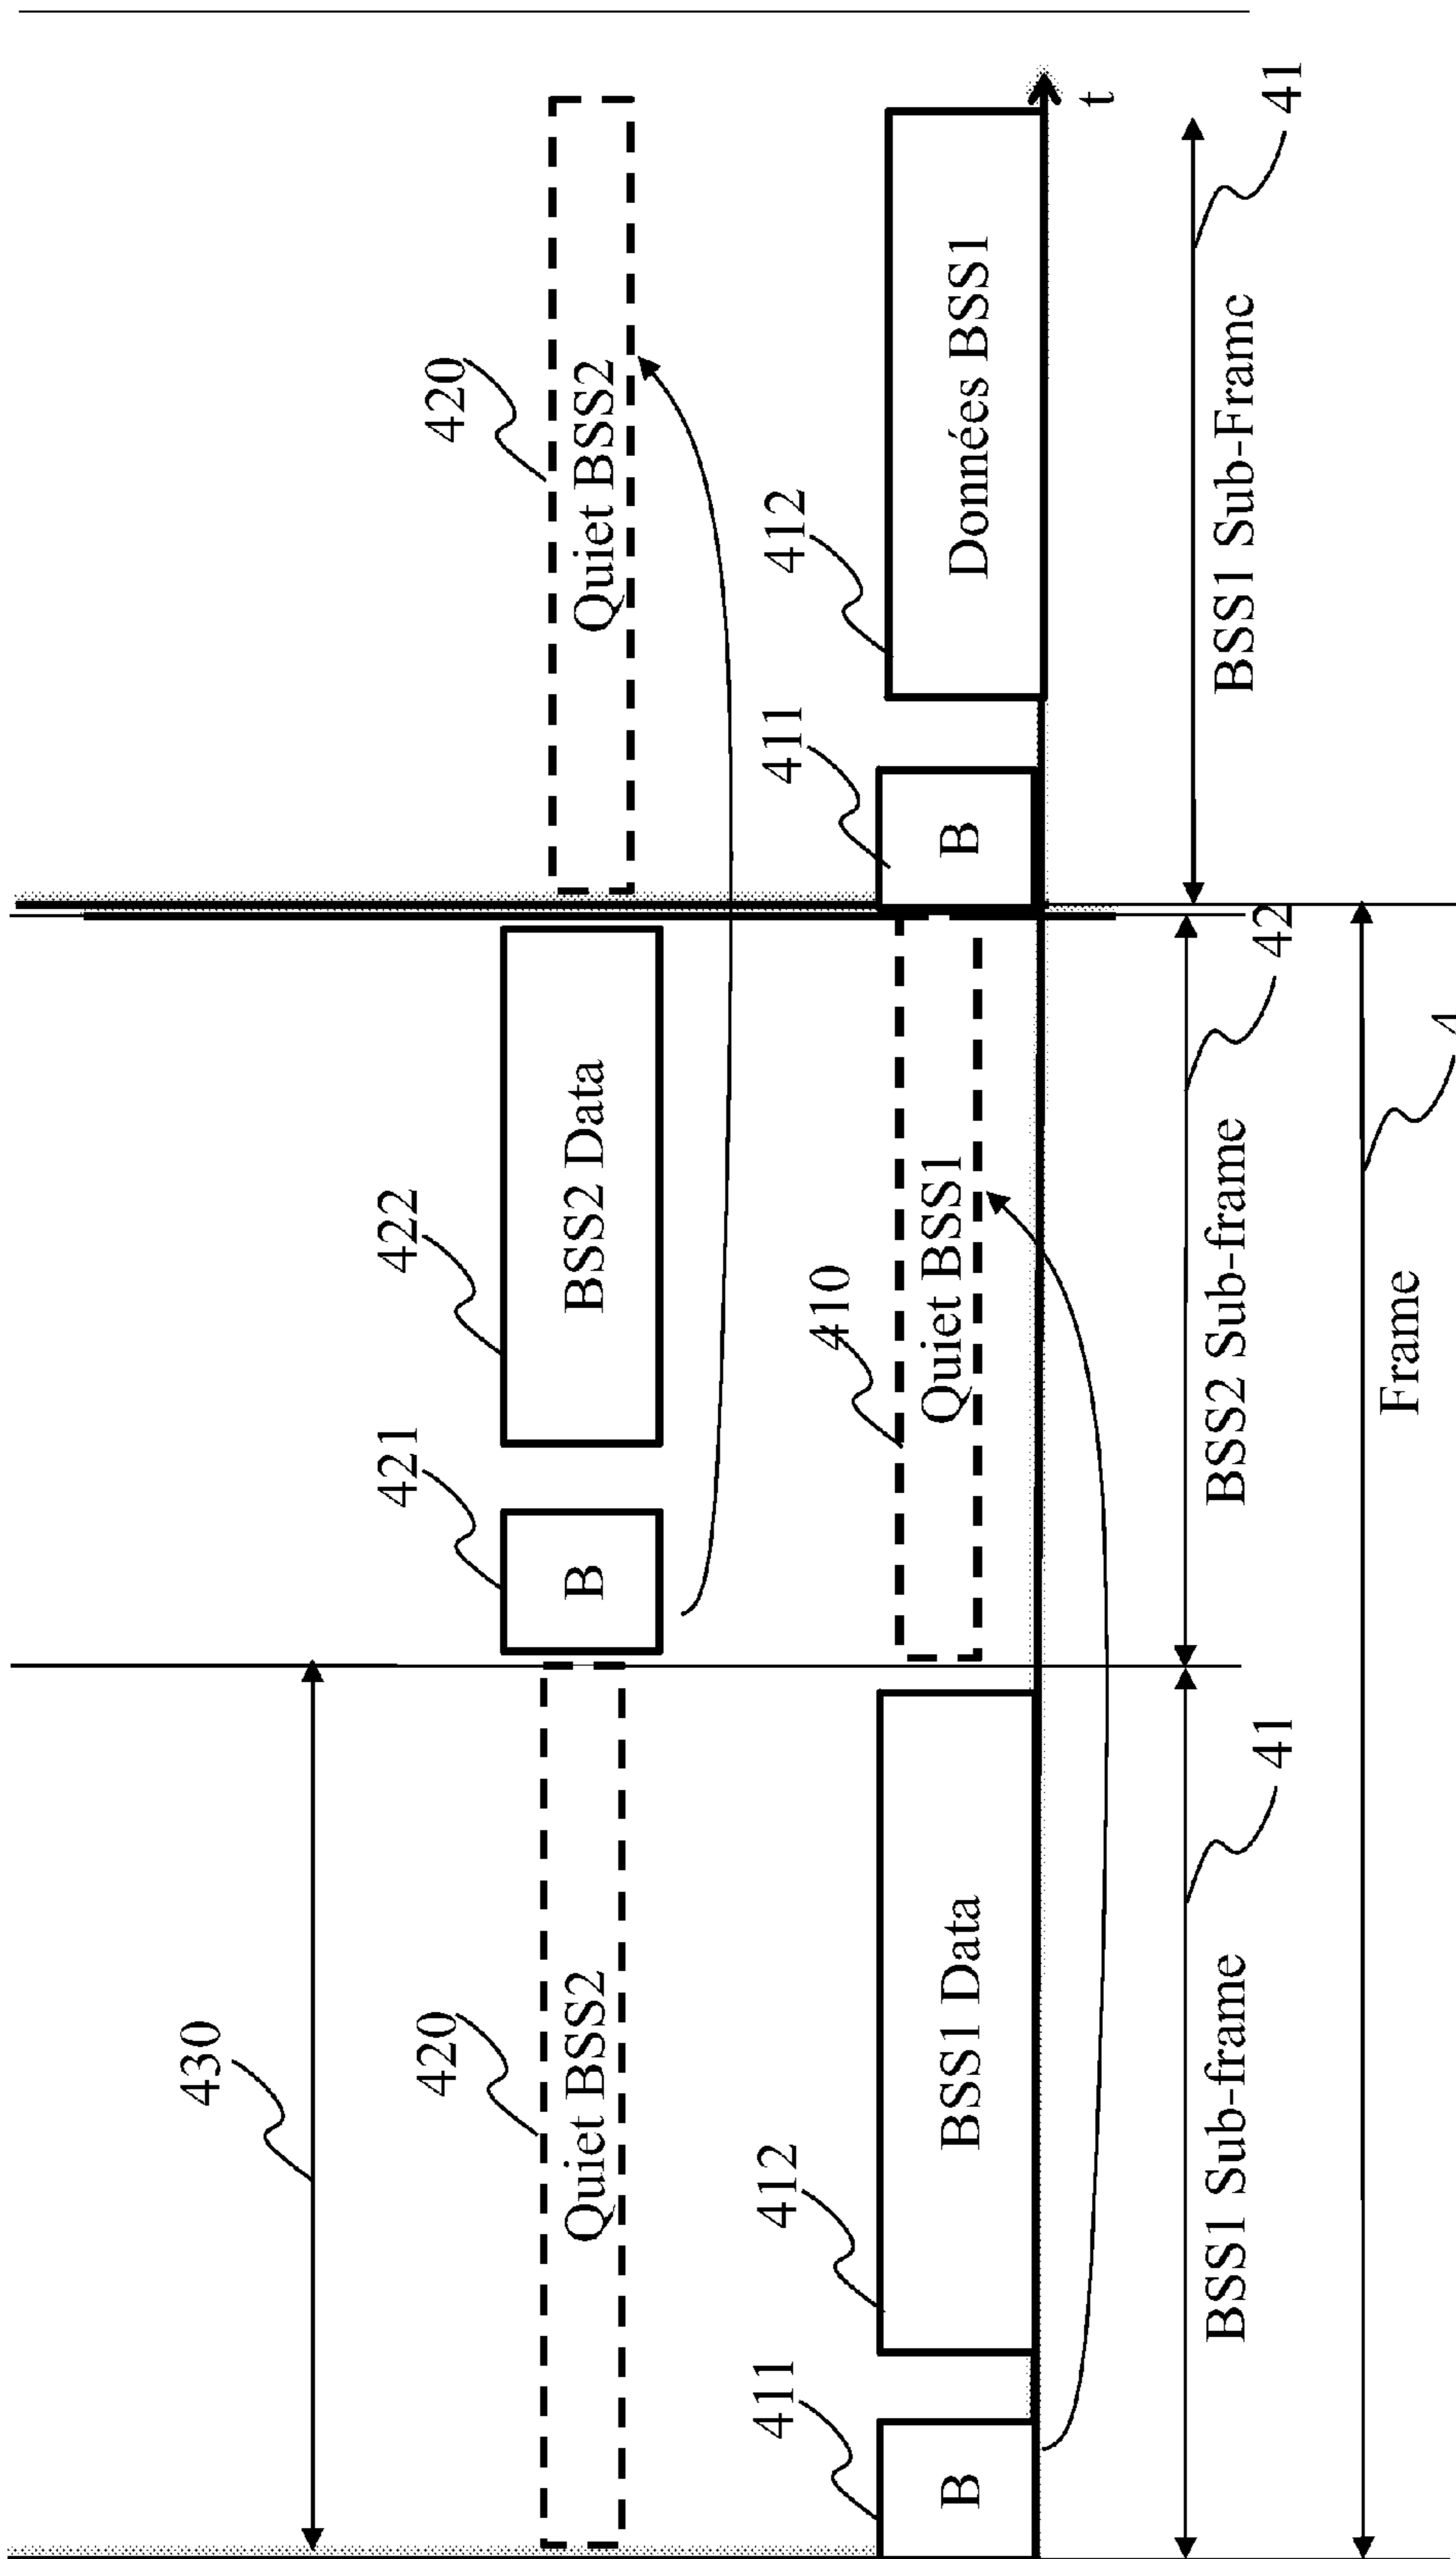 430
420
420
Quiet BSS2
Quiet BSS2
421
422
B
BSS2 Data
411
412
410
411
412
B
BSS1 Data
Quiet BSS1
B
Données BSS1
t
BSS1 Sub-frame
BSS2 Sub-frame
BSS1 Sub-Frame
41
42
41
Frame
4